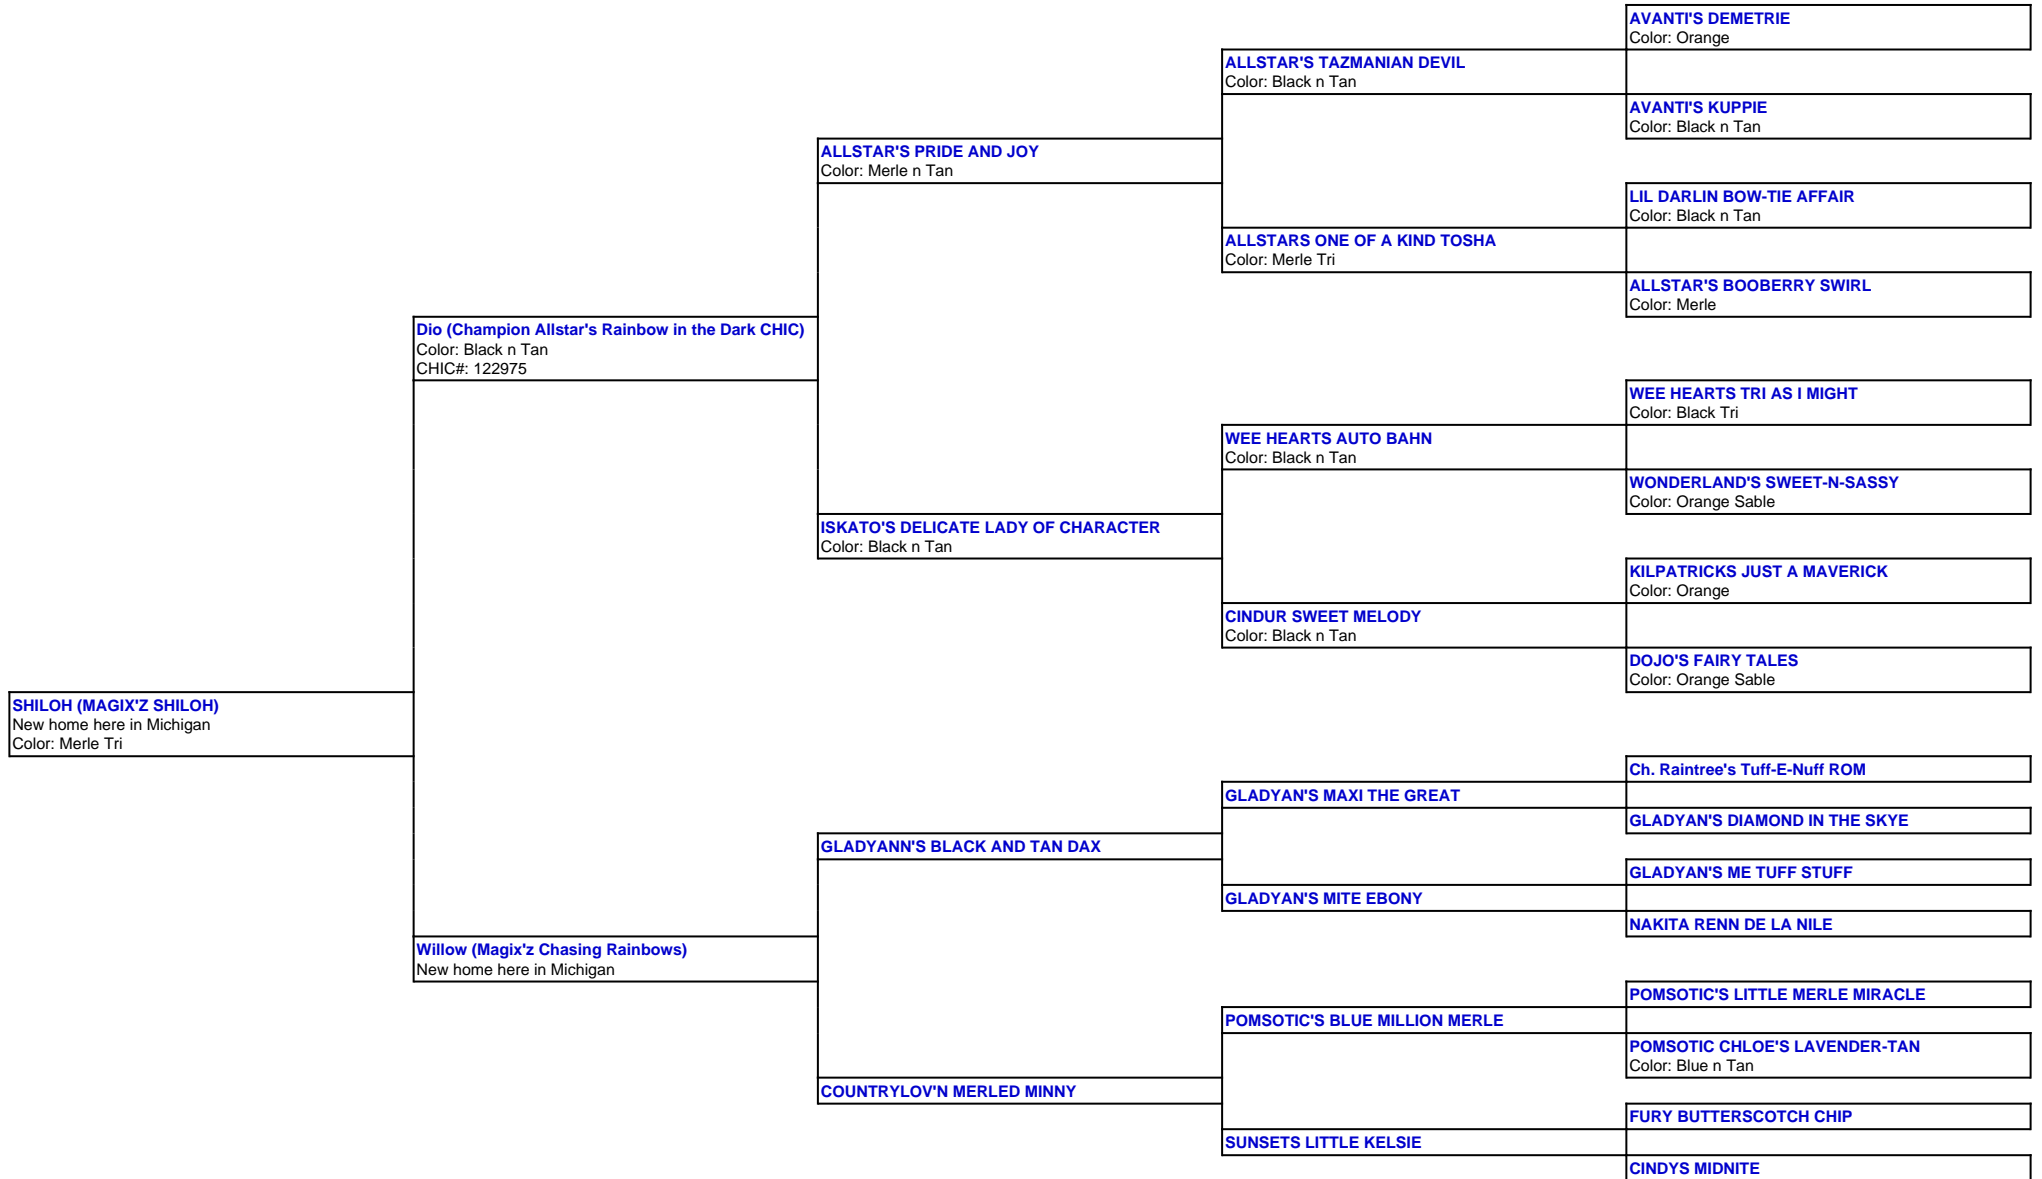 AVANTI'S DEMETRIE
Color: Orange
ALLSTAR'S TAZMANIAN DEVIL
Color: Black n Tan
AVANTI'S KUPPIE
Color: Black n Tan
ALLSTAR'S PRIDE AND JOY
Color: Merle n Tan
LIL DARLIN BOW-TIE AFFAIR
Color: Black n Tan
ALLSTARS ONE OF A KIND TOSHA
Color: Merle Tri
ALLSTAR'S BOOBERRY SWIRL
Color: Merle
Dio (Champion Allstar's Rainbow in the Dark CHIC)
Color: Black n Tan
CHIC#: 122975
WEE HEARTS TRI AS I MIGHT
Color: Black Tri
WEE HEARTS AUTO BAHN
Color: Black n Tan
WONDERLAND'S SWEET-N-SASSY
Color: Orange Sable
ISKATO'S DELICATE LADY OF CHARACTER
Color: Black n Tan
KILPATRICKS JUST A MAVERICK
Color: Orange
CINDUR SWEET MELODY
Color: Black n Tan
DOJO'S FAIRY TALES
Color: Orange Sable
SHILOH (MAGIX'Z SHILOH)
New home here in Michigan
Color: Merle Tri
Ch. Raintree's Tuff-E-Nuff ROM
GLADYAN'S MAXI THE GREAT
GLADYAN'S DIAMOND IN THE SKYE
GLADYANN'S BLACK AND TAN DAX
GLADYAN'S ME TUFF STUFF
GLADYAN'S MITE EBONY
NAKITA RENN DE LA NILE
Willow (Magix'z Chasing Rainbows)
New home here in Michigan
POMSOTIC'S LITTLE MERLE MIRACLE
POMSOTIC'S BLUE MILLION MERLE
POMSOTIC CHLOE'S LAVENDER-TAN
Color: Blue n Tan
COUNTRYLOV'N MERLED MINNY
FURY BUTTERSCOTCH CHIP
SUNSETS LITTLE KELSIE
CINDYS MIDNITE